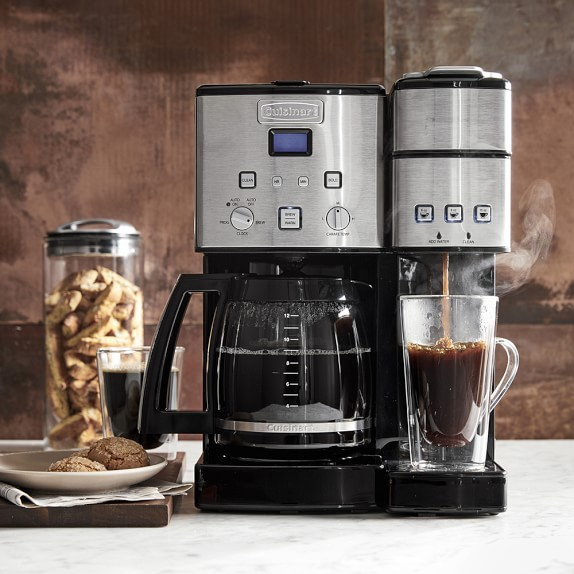 Cuisinart
CLEAN
HR
MIN
BOLD
AUTO ON
AUTO OFF
PROG
BREW
CLOCK
BREW
WARM
CARAFE TEMP
ADD WATER
CLEAN
12
10
8
6
4
Cuisinart